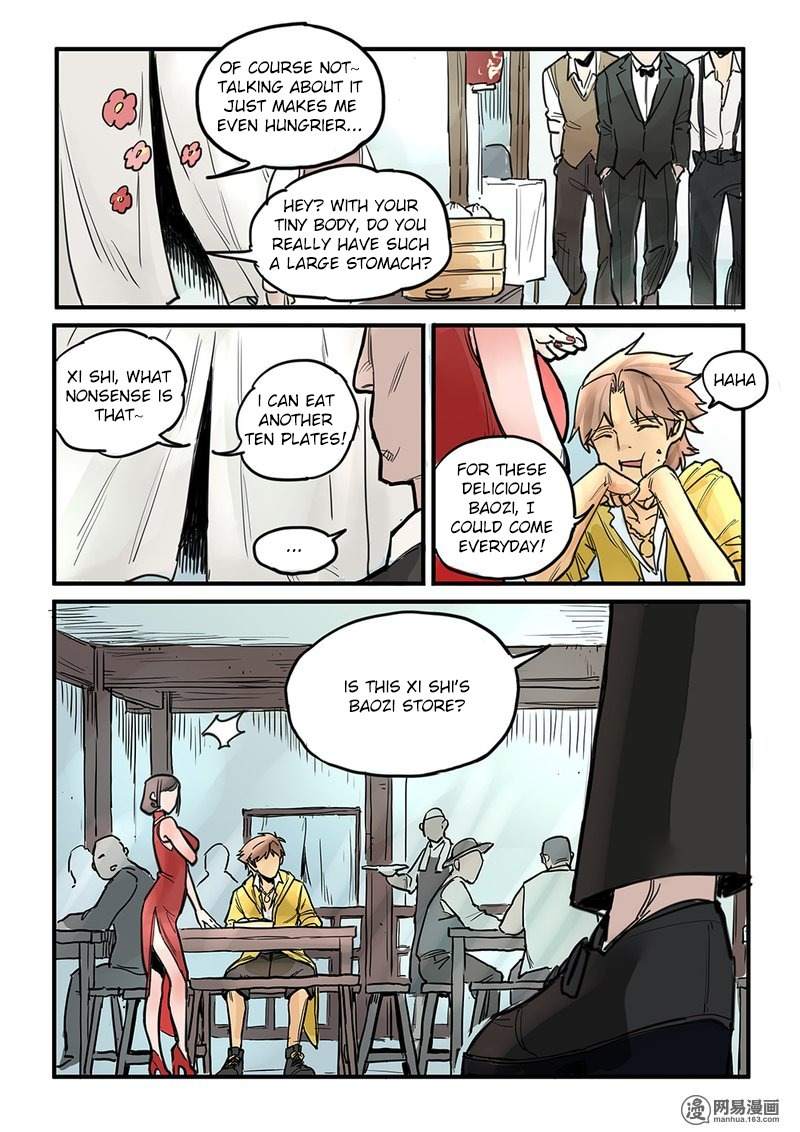 OF COURSE NOT~
TALKING ABOUT IT
JUST MAKES ME
EVEN HUNGRIER...
HEY? WITH YOUR
TINY BODY, DO YOU
REALLY HAVE SUCH
A LARGE STOMACH?
XI SHI, WHAT
NONSENSE IS
THAT~
I CAN EAT
ANOTHER
TEN PLATES!
...
HAHA
FOR THESE
DELICIOUS
BAOZI, I
COULD COME
EVERYDAY!
IS THIS XI SHI'S
BAOZI STORE?
漫 网易漫画
manhua.163.com